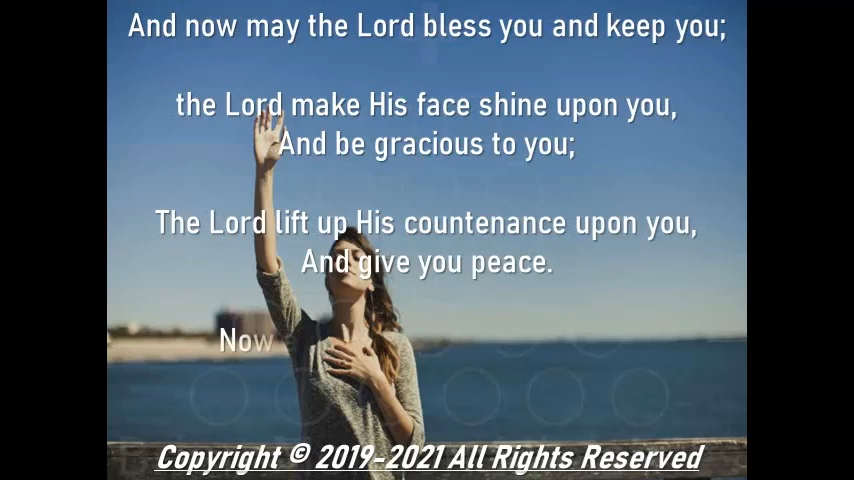 And now may the Lord bless you and keep you;
the Lord make His face shine upon you,
And be gracious to you;
The Lord lift up His countenance upon you,
And give you peace.
Now
Copyright © 2019-2021 All Rights Reserved